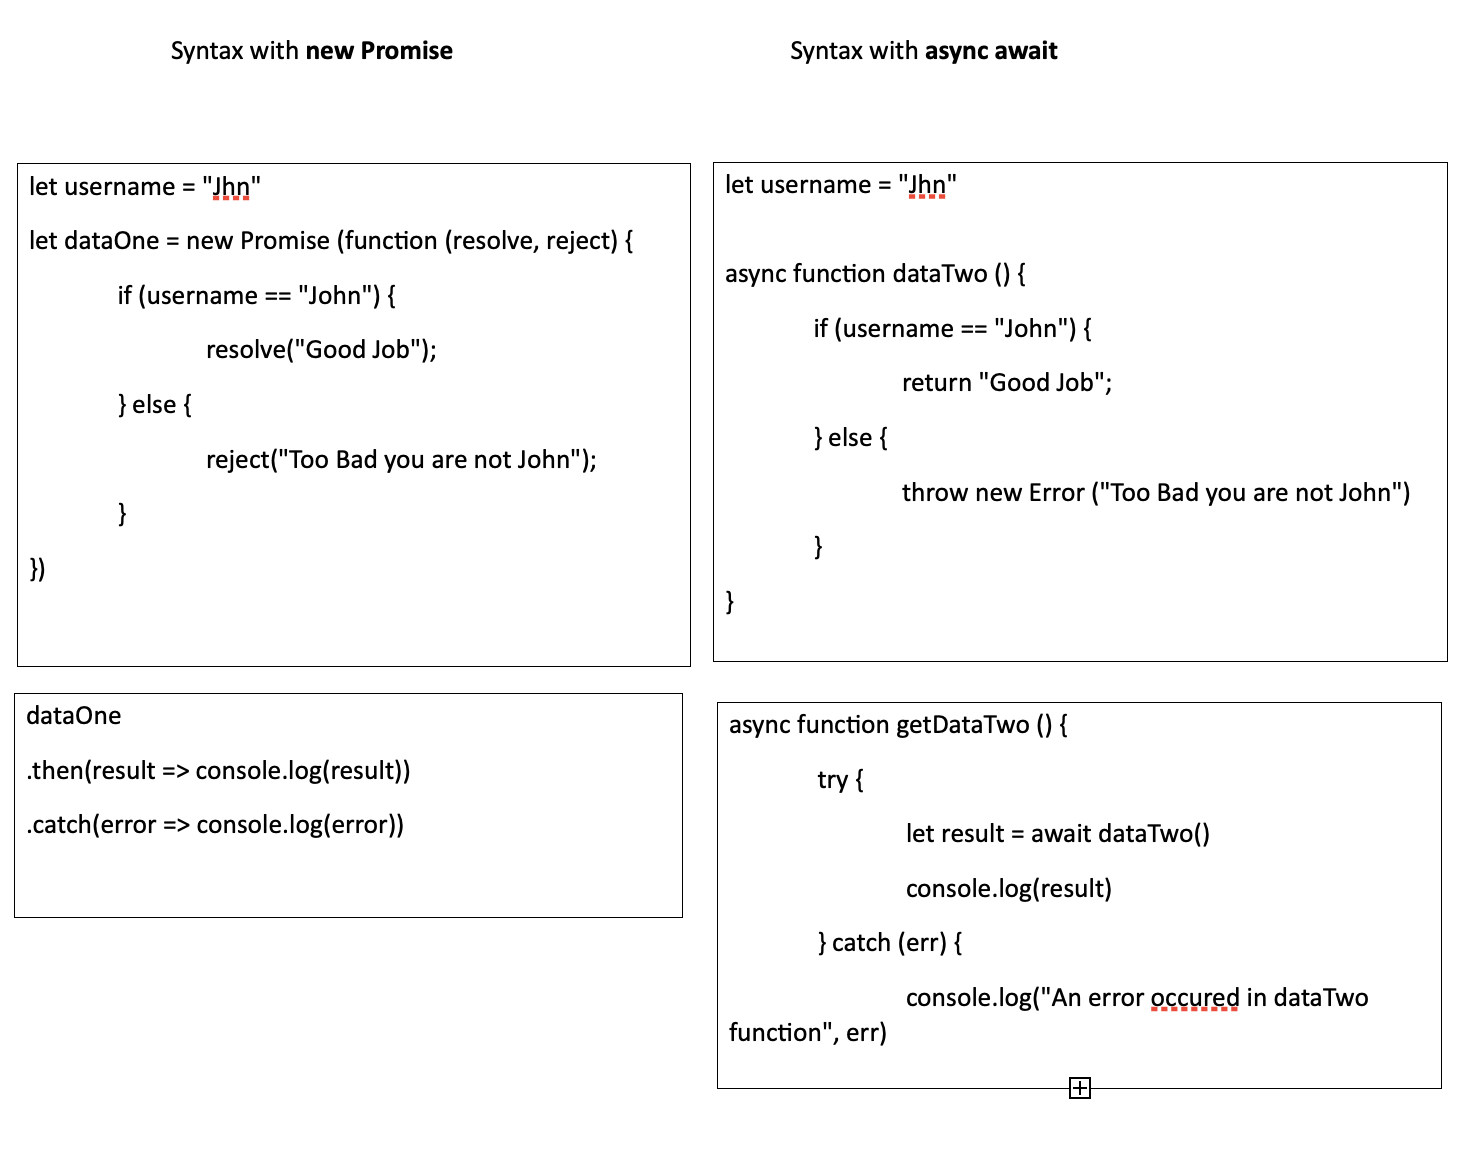 Syntax with new Promise
Syntax with async await
let username = "Jhn"
let dataOne = new Promise (function (resolve, reject) {
if (username == "John") {
resolve("Good Job");
} else {
reject("Too Bad you are not John");
}
})
let username = "Jhn"
async function dataTwo () {
if (username == "John") {
return "Good Job";
} else {
throw new Error ("Too Bad you are not John")
}
}
dataOne
.then(result => console.log(result))
.catch(error => console.log(error))
async function getDataTwo () {
try {
let result = await dataTwo()
console.log(result)
} catch (err) {
console.log("An error occured in dataTwo
function", err)